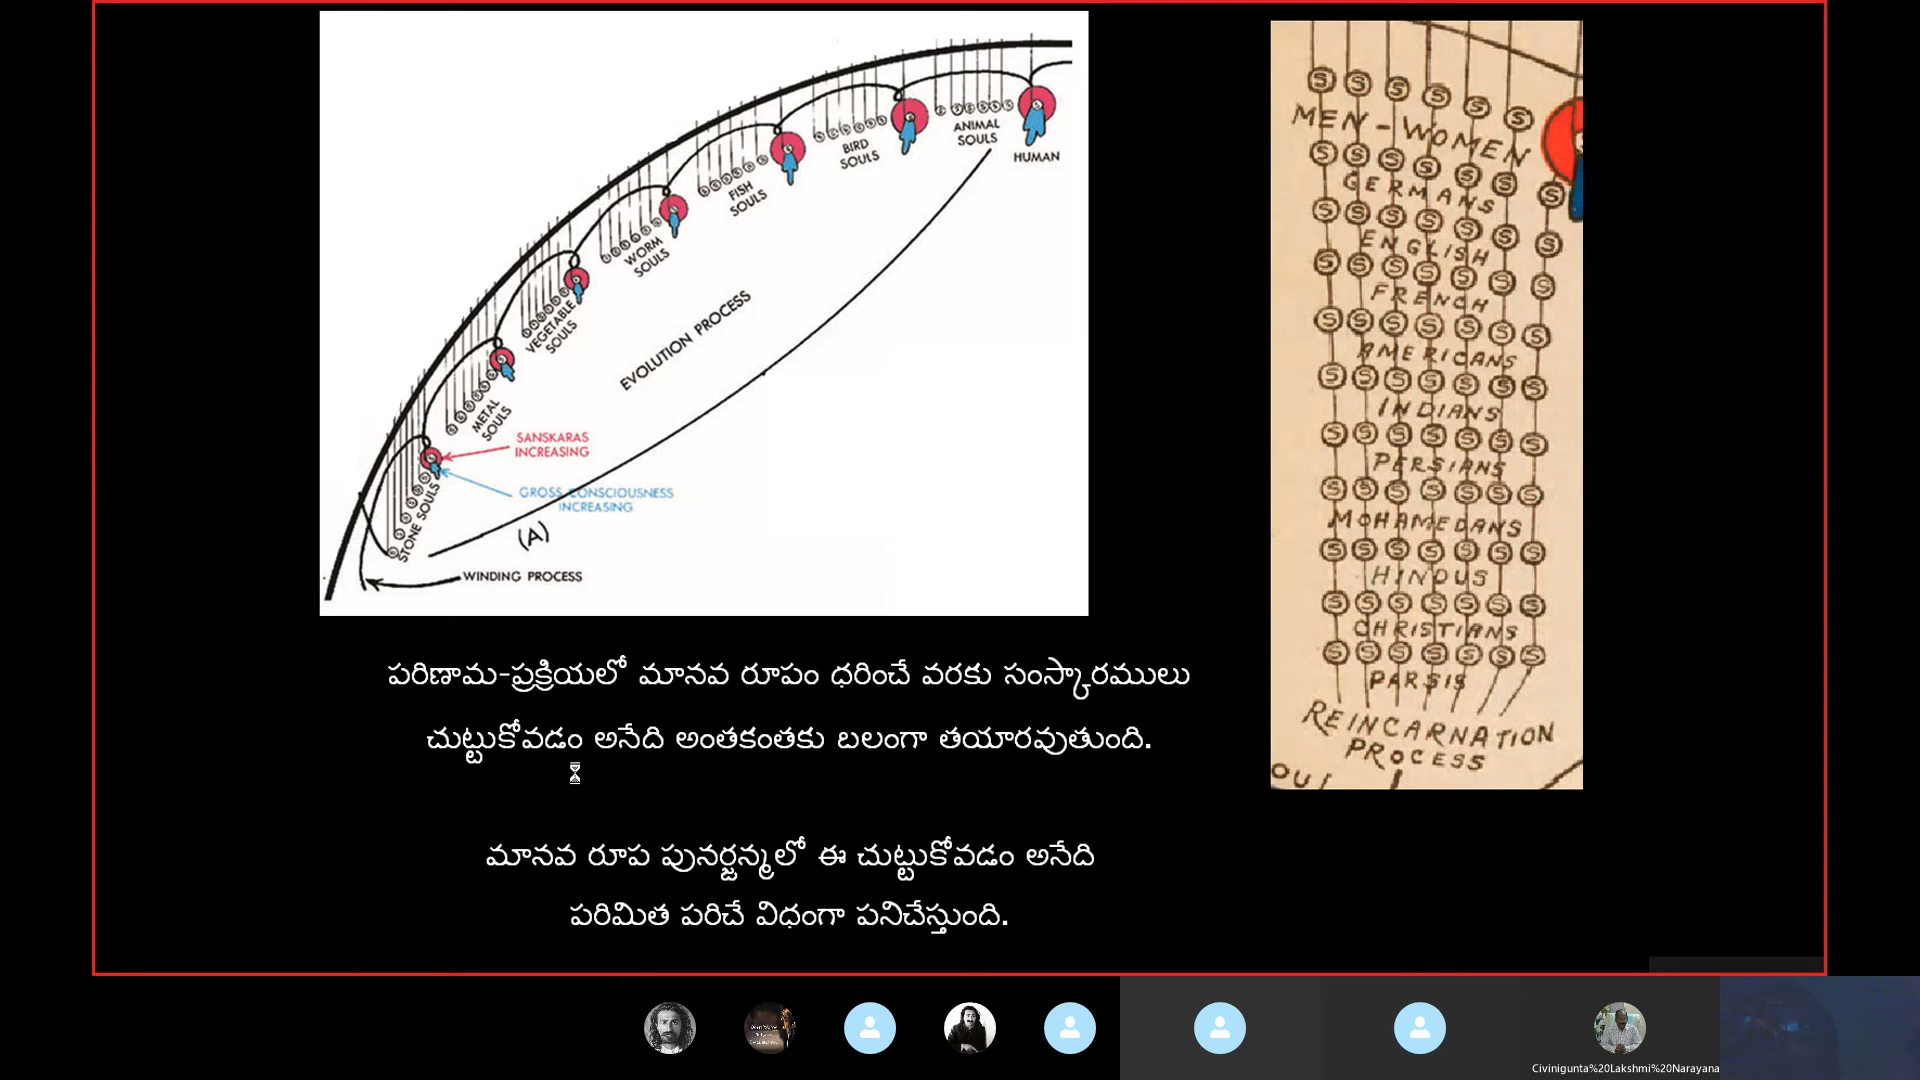 ANIMAL
SOULS
HUMAN
BIRD
SOULS
FISH
SOULS
WORM
SOULS
VEGETABLE
SOULS
EVOLUTION PROCESS
METAL
SOULS
SANSKARAS
INCREASING
GROSS CONSCIOUSNESS
INCREASING
STONE SOULS
(A)
WINDING PROCESS
MEN-WOMEN
GERMANS
ENGLISH
FRENCH
AMERICANS
INDIANS
PERSIANS
MOHAMEDANS
HINDUS
CHRISTIANS
PARSIS
REINCARNATION
PROCESS
పరిణామ-ప్రక్రియలో మానవ రూపం ధరించే వరకు సంస్కారములు
చుట్టుకోవడం అనేది అంతకంతకు బలంగా తయారవుతుంది.
మానవ రూప పునర్జన్మలో ఈ చుట్టుకోవడం అనేది
పరిమిత పరిచే విధంగా పనిచేస్తుంది.
Civinigunta%20Lakshmi%20Narayana